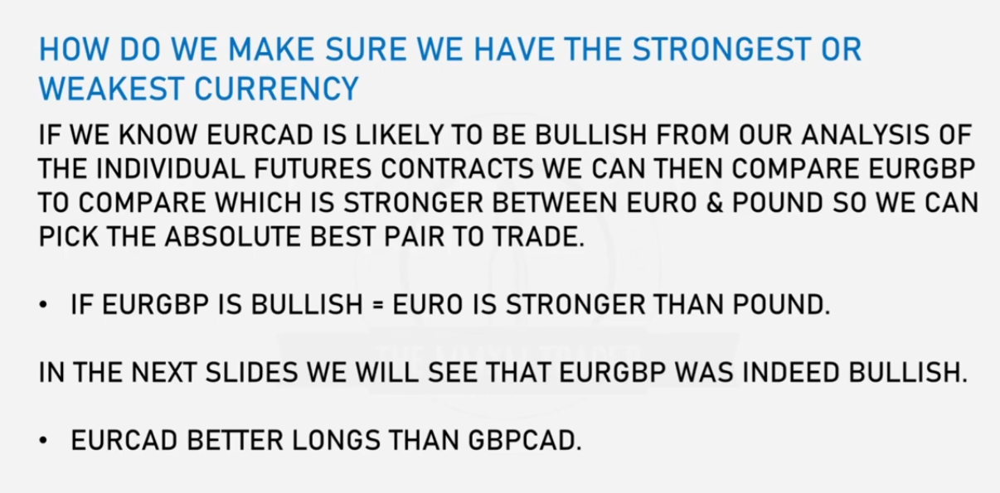 HOW DO WE MAKE SURE WE HAVE THE STRONGEST OR
WEAKEST CURRENCY
IF WE KNOW EURCAD IS LIKELY TO BE BULLISH FROM OUR ANALYSIS OF
THE INDIVIDUAL FUTURES CONTRACTS WE CAN THEN COMPARE EURGBP
TO COMPARE WHICH IS STRONGER BETWEEN EURO & POUND SO WE CAN
PICK THE ABSOLUTE BEST PAIR TO TRADE.
• IF EURGBP IS BULLISH = EURO IS STRONGER THAN POUND.
IN THE NEXT SLIDES WE WILL SEE THAT EURGBP WAS INDEED BULLISH.
• EURCAD BETTER LONGS THAN GBPCAD.